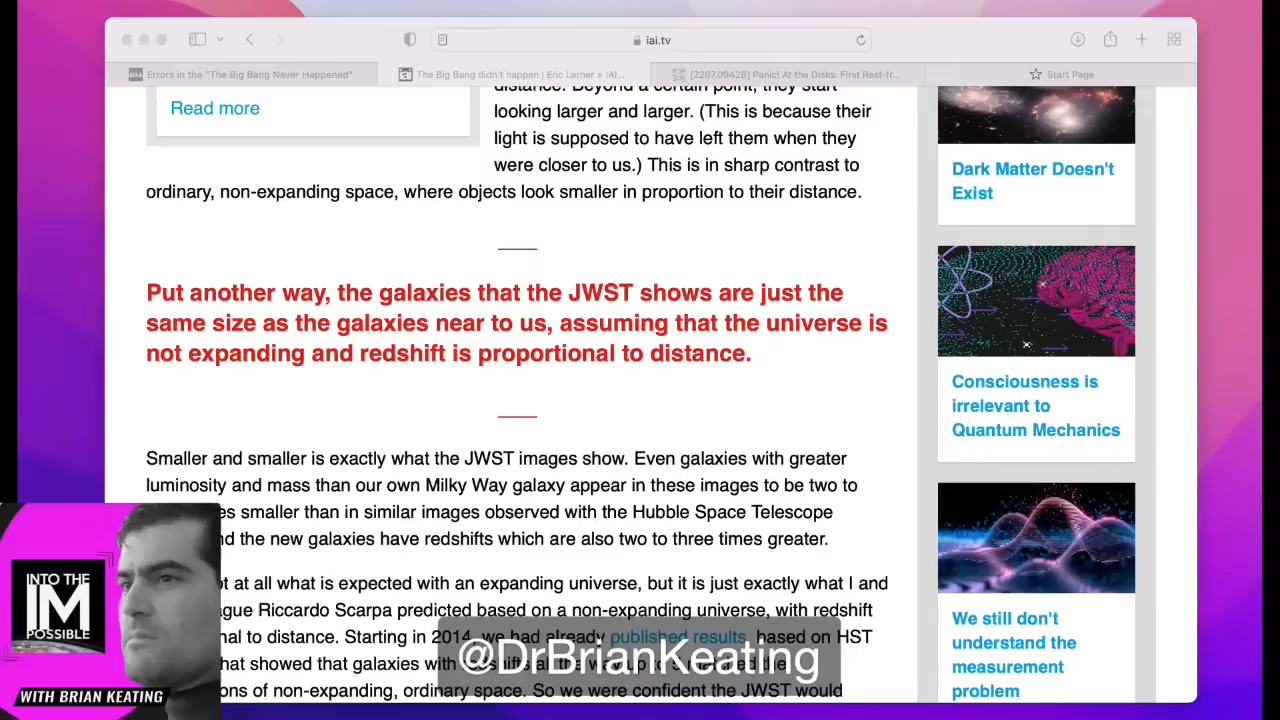 iai.tv
Errors in the "The Big Bang Never Happened"
The Big Bang didn't happen | Eric Lerner » IAI...
[2207.09428] Panic! At the Disks: First Rest-fr...
Start Page
Read more
distance. Beyond a certain point, they start
looking larger and larger. (This is because their
light is supposed to have left them when they
were closer to us.) This is in sharp contrast to
ordinary, non-expanding space, where objects look smaller in proportion to their distance.
Put another way, the galaxies that the JWST shows are just the
same size as the galaxies near to us, assuming that the universe is
not expanding and redshift is proportional to distance.
Smaller and smaller is exactly what the JWST images show. Even galaxies with greater
luminosity and mass than our own Milky Way galaxy appear in these images to be two to
smaller than in similar images observed with the Hubble Space Telescope
the new galaxies have redshifts which are also two to three times greater.
at all what is expected with an expanding universe, but it is just exactly what I and
Riccardo Scarpa predicted based on a non-expanding universe, with redshift
to distance. Starting in 2014, we had already published results, based on HST
that showed that galaxies with redshifts all the way up to
of non-expanding, ordinary space. So we were confident the JWST would
Dark Matter Doesn't
Exist
Consciousness is
irrelevant to
Quantum Mechanics
We still don't
understand the
measurement
problem
INTO THE
IM
POSSIBLE
WITH BRIAN KEATING
@DrBrianKeating